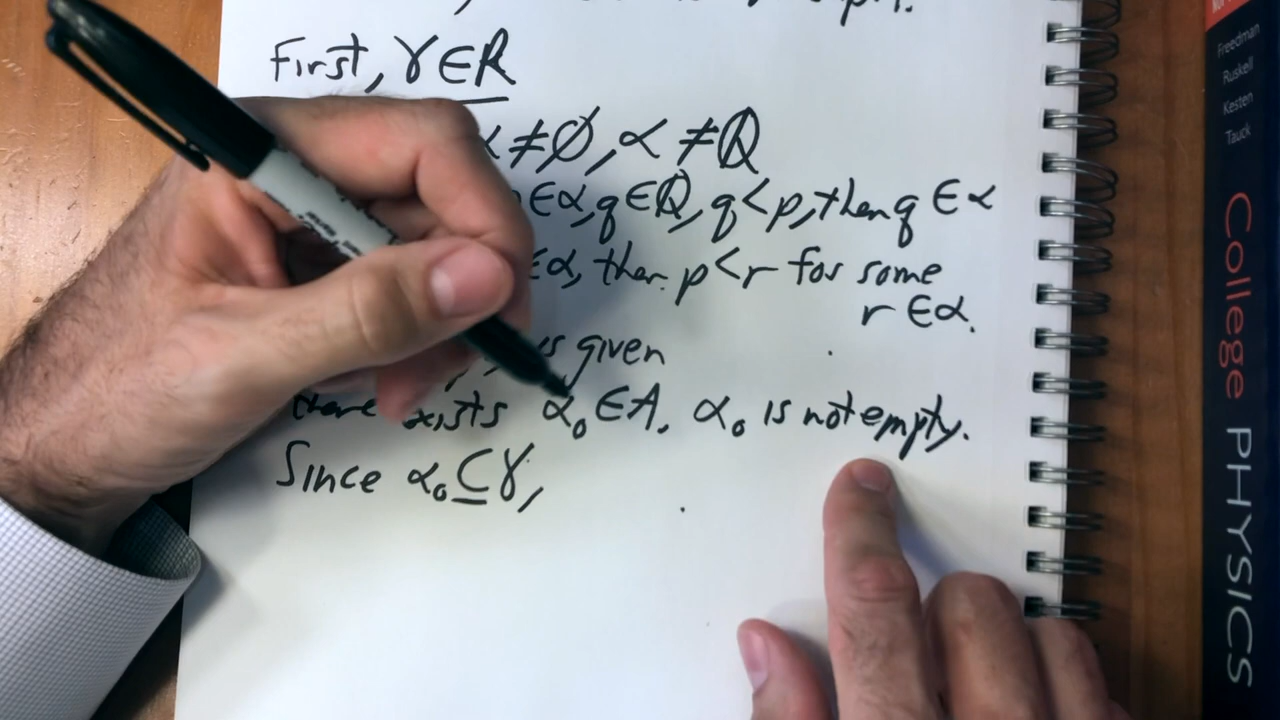 First, γ∈R
α ≠ ∅, α ≠ Q
∈α, q∈Q, q<p, then q ∈ α
∈α, then p<r for some
r ∈α.
is given
there exists α₀ ∈ A. α₀ is not empty.
Since α₀ ⊆ γ,
Freedman
Ruskell
Kesten
Tauck
College PHYSICS